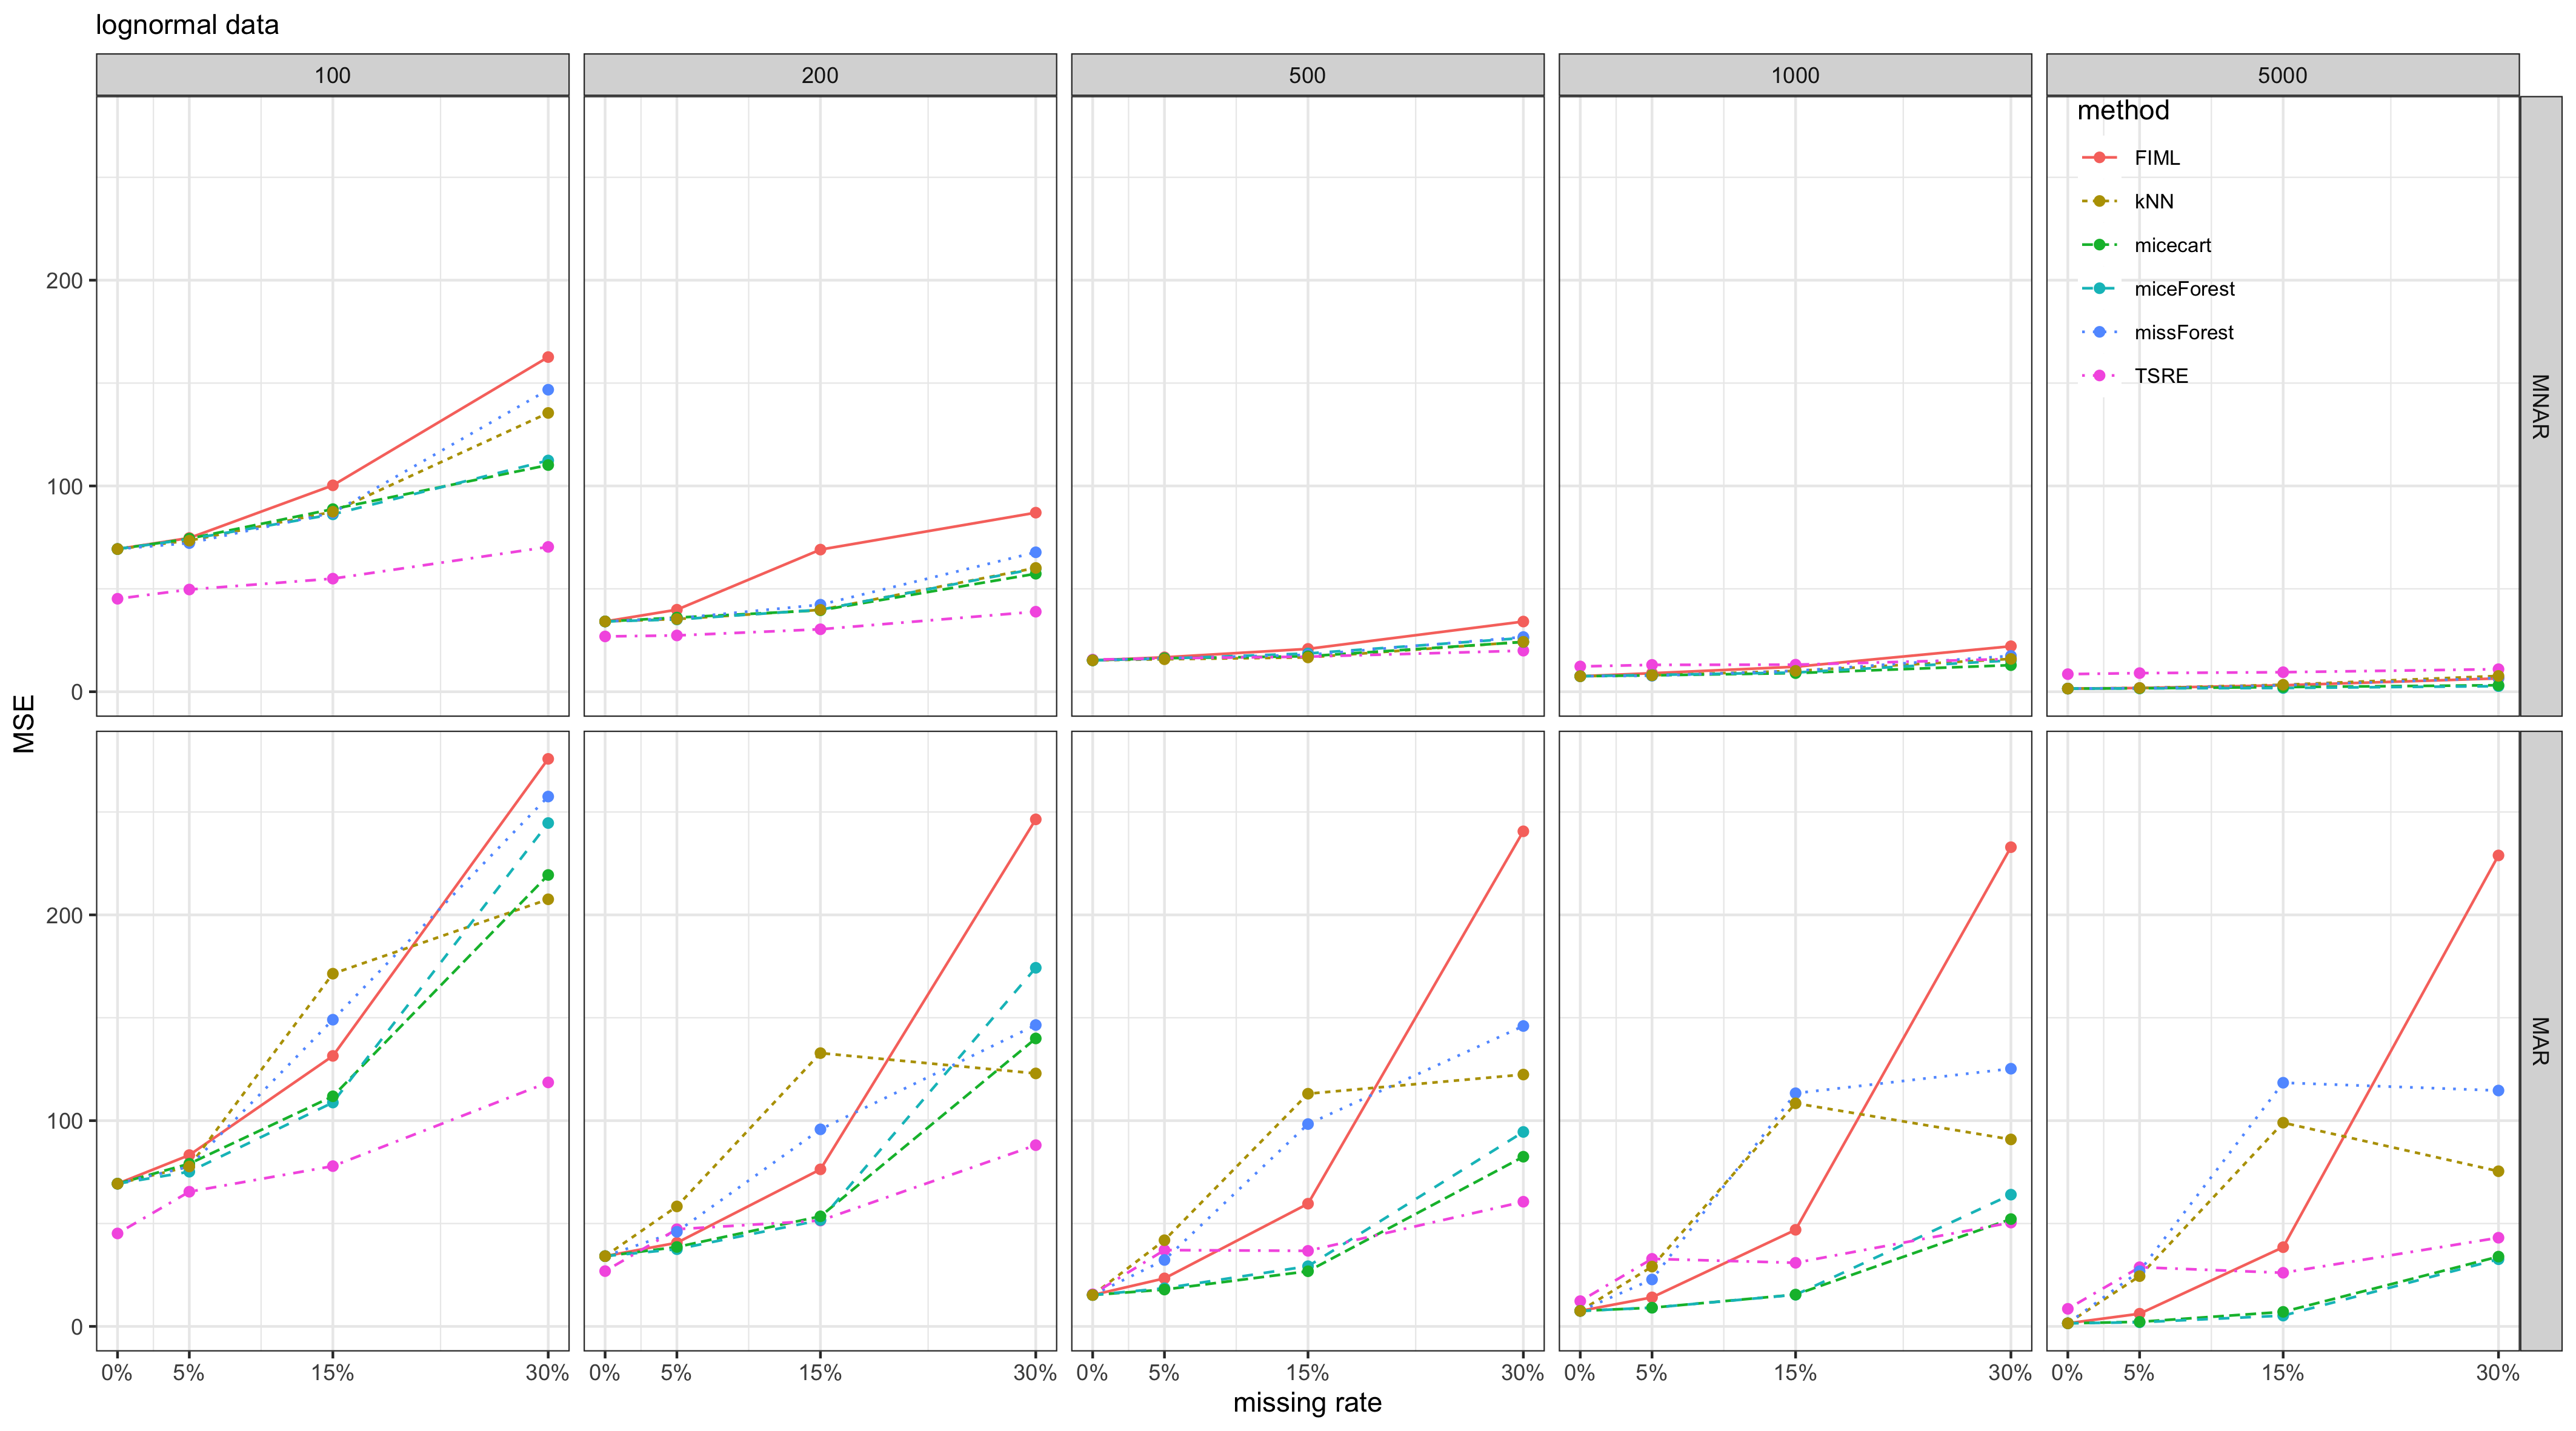 lognormal data
100 200 500 1000 5000
method
FIML
kNN
micecart
miceForest
missForest
TSRE
MNAR
200
100
0
MSE
MAR
200
100
0
0% 5% 15% 30% 0% 5% 15% 30% 0% 5% 15% 30% 0% 5% 15% 30% 0% 5% 15% 30%
missing rate